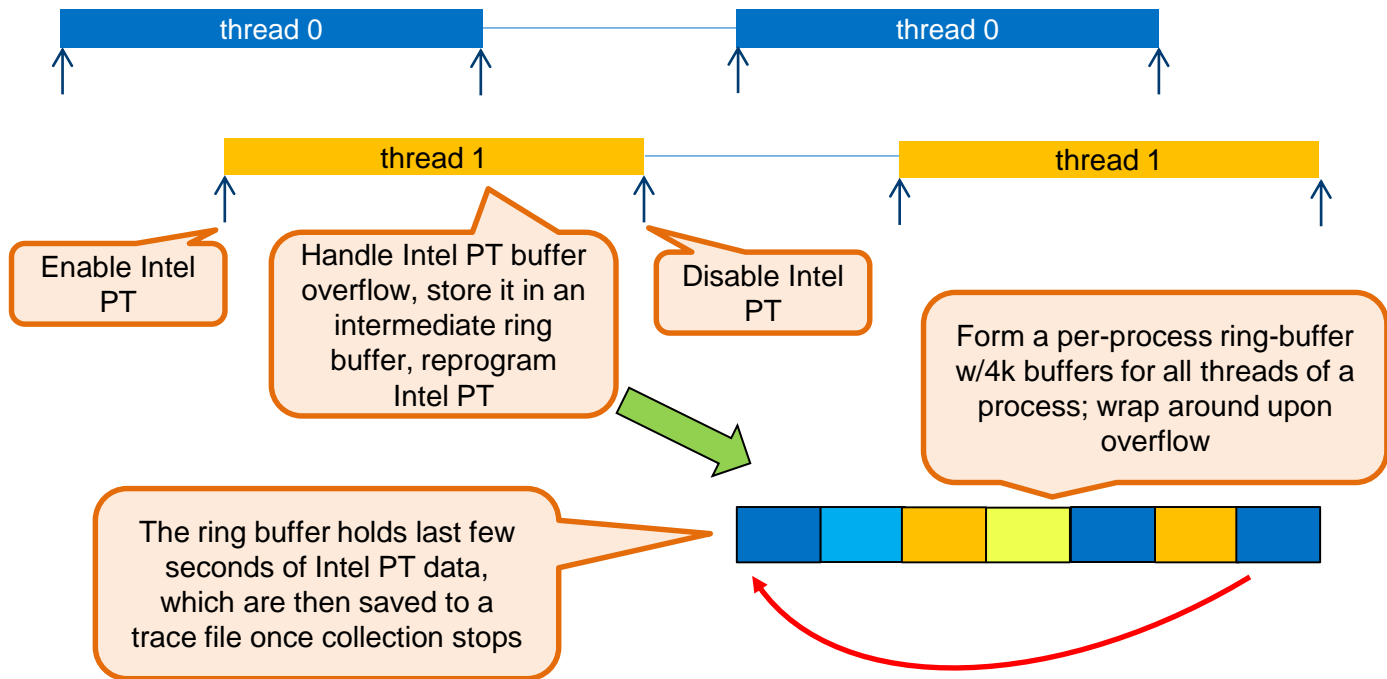 thread 0
thread 0
thread 1
thread 1
Enable Intel
PT
Handle Intel PT buffer
overflow, store it in an
intermediate ring
buffer, reprogram
Intel PT
Disable Intel
PT
Form a per-process ring-buffer
w/4k buffers for all threads of a
process; wrap around upon
overflow
The ring buffer holds last few
seconds of Intel PT data,
which are then saved to a
trace file once collection stops